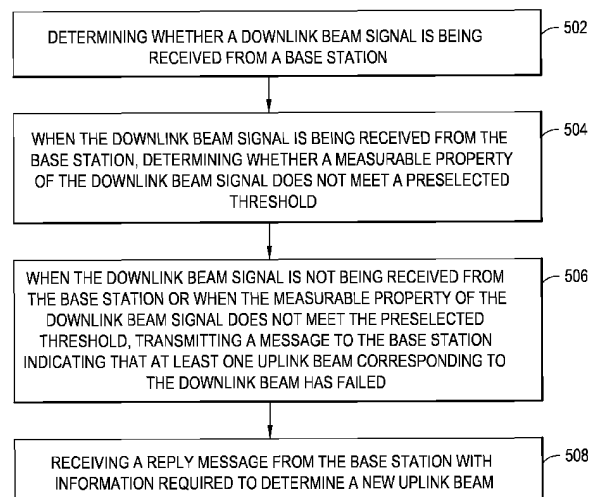 DETERMINING WHETHER A DOWNLINK BEAM SIGNAL IS BEING
RECEIVED FROM A BASE STATION
502
WHEN THE DOWNLINK BEAM SIGNAL IS BEING RECEIVED FROM THE
BASE STATION, DETERMINING WHETHER A MEASURABLE PROPERTY
OF THE DOWNLINK BEAM SIGNAL DOES NOT MEET A PRESELECTED
THRESHOLD
504
WHEN THE DOWNLINK BEAM SIGNAL IS NOT BEING RECEIVED FROM
THE BASE STATION OR WHEN THE MEASURABLE PROPERTY OF THE
DOWNLINK BEAM SIGNAL DOES NOT MEET THE PRESELECTED
THRESHOLD, TRANSMITTING A MESSAGE TO THE BASE STATION
INDICATING THAT AT LEAST ONE UPLINK BEAM CORRESPONDING TO
THE DOWNLINK BEAM HAS FAILED
506
RECEIVING A REPLY MESSAGE FROM THE BASE STATION WITH
INFORMATION REQUIRED TO DETERMINE A NEW UPLINK BEAM
508